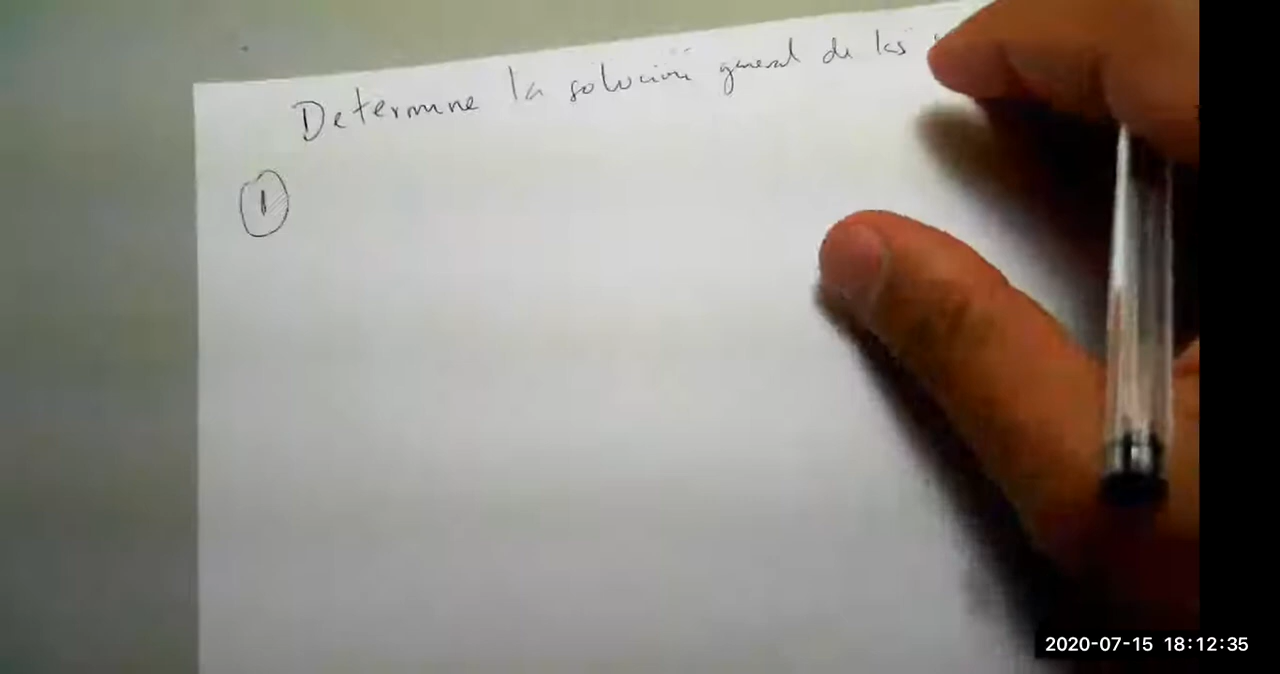 Determine la solución general de las
1
2020-07-15 18:12:35